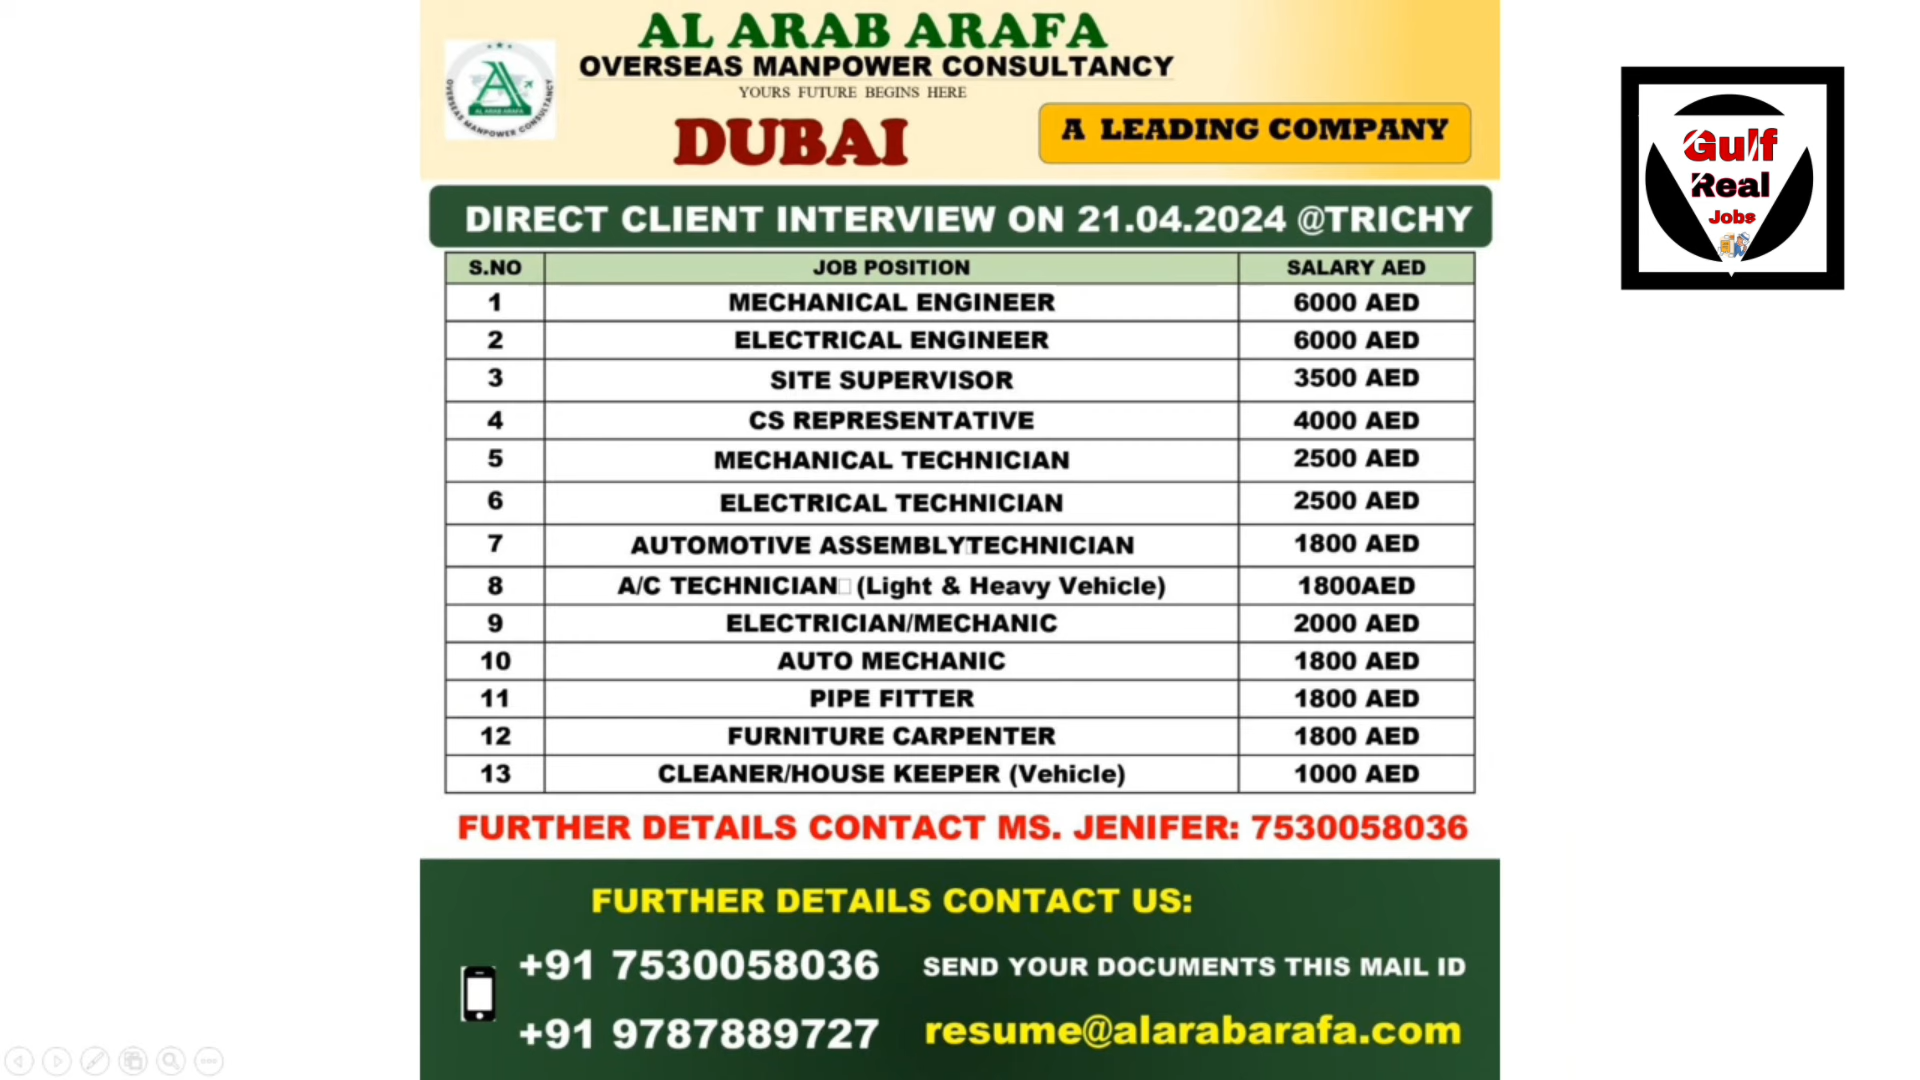 AL ARAB ARAFA
OVERSEAS MANPOWER CONSULTANCY
YOURS FUTURE BEGINS HERE
DUBAI
A LEADING COMPANY
AL ARAB ARAFA
OVERSEAS MANPOWER CONSULTANCY
Gulf
Real
Jobs
DIRECT CLIENT INTERVIEW ON 21.04.2024 @TRICHY
S.NO JOB POSITION SALARY AED
1 MECHANICAL ENGINEER 6000 AED
2 ELECTRICAL ENGINEER 6000 AED
3 SITE SUPERVISOR 3500 AED
4 CS REPRESENTATIVE 4000 AED
5 MECHANICAL TECHNICIAN 2500 AED
6 ELECTRICAL TECHNICIAN 2500 AED
7 AUTOMOTIVE ASSEMBLYTECHNICIAN 1800 AED
8 A/C TECHNICIAN (Light & Heavy Vehicle) 1800AED
9 ELECTRICIAN/MECHANIC 2000 AED
10 AUTO MECHANIC 1800 AED
11 PIPE FITTER 1800 AED
12 FURNITURE CARPENTER 1800 AED
13 CLEANER/HOUSE KEEPER (Vehicle) 1000 AED
FURTHER DETAILS CONTACT MS. JENIFER: 7530058036
FURTHER DETAILS CONTACT US:
+91 7530058036 SEND YOUR DOCUMENTS THIS MAIL ID
+91 9787889727 resume@alarabarafa.com